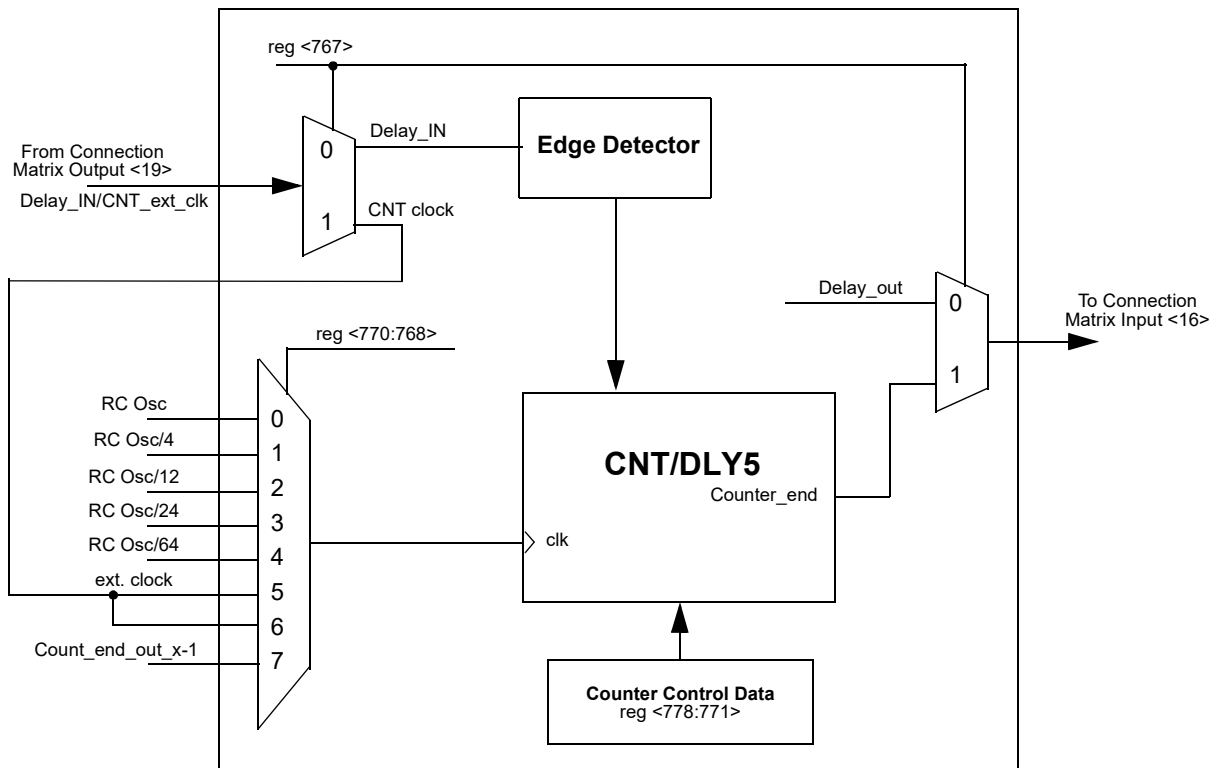 reg <767>
0
Delay_IN
Edge Detector
From Connection
Matrix Output <19>
Delay_IN/CNT_ext_clk
1
CNT clock
Delay_out
0
To Connection
Matrix Input <16>
1
reg <770:768>
RC Osc
0
RC Osc/4
1
RC Osc/12
2
RC Osc/24
3
RC Osc/64
4
ext. clock
5
6
Count_end_out_x-1
7
CNT/DLY5
Counter_end
clk
Counter Control Data
reg <778:771>